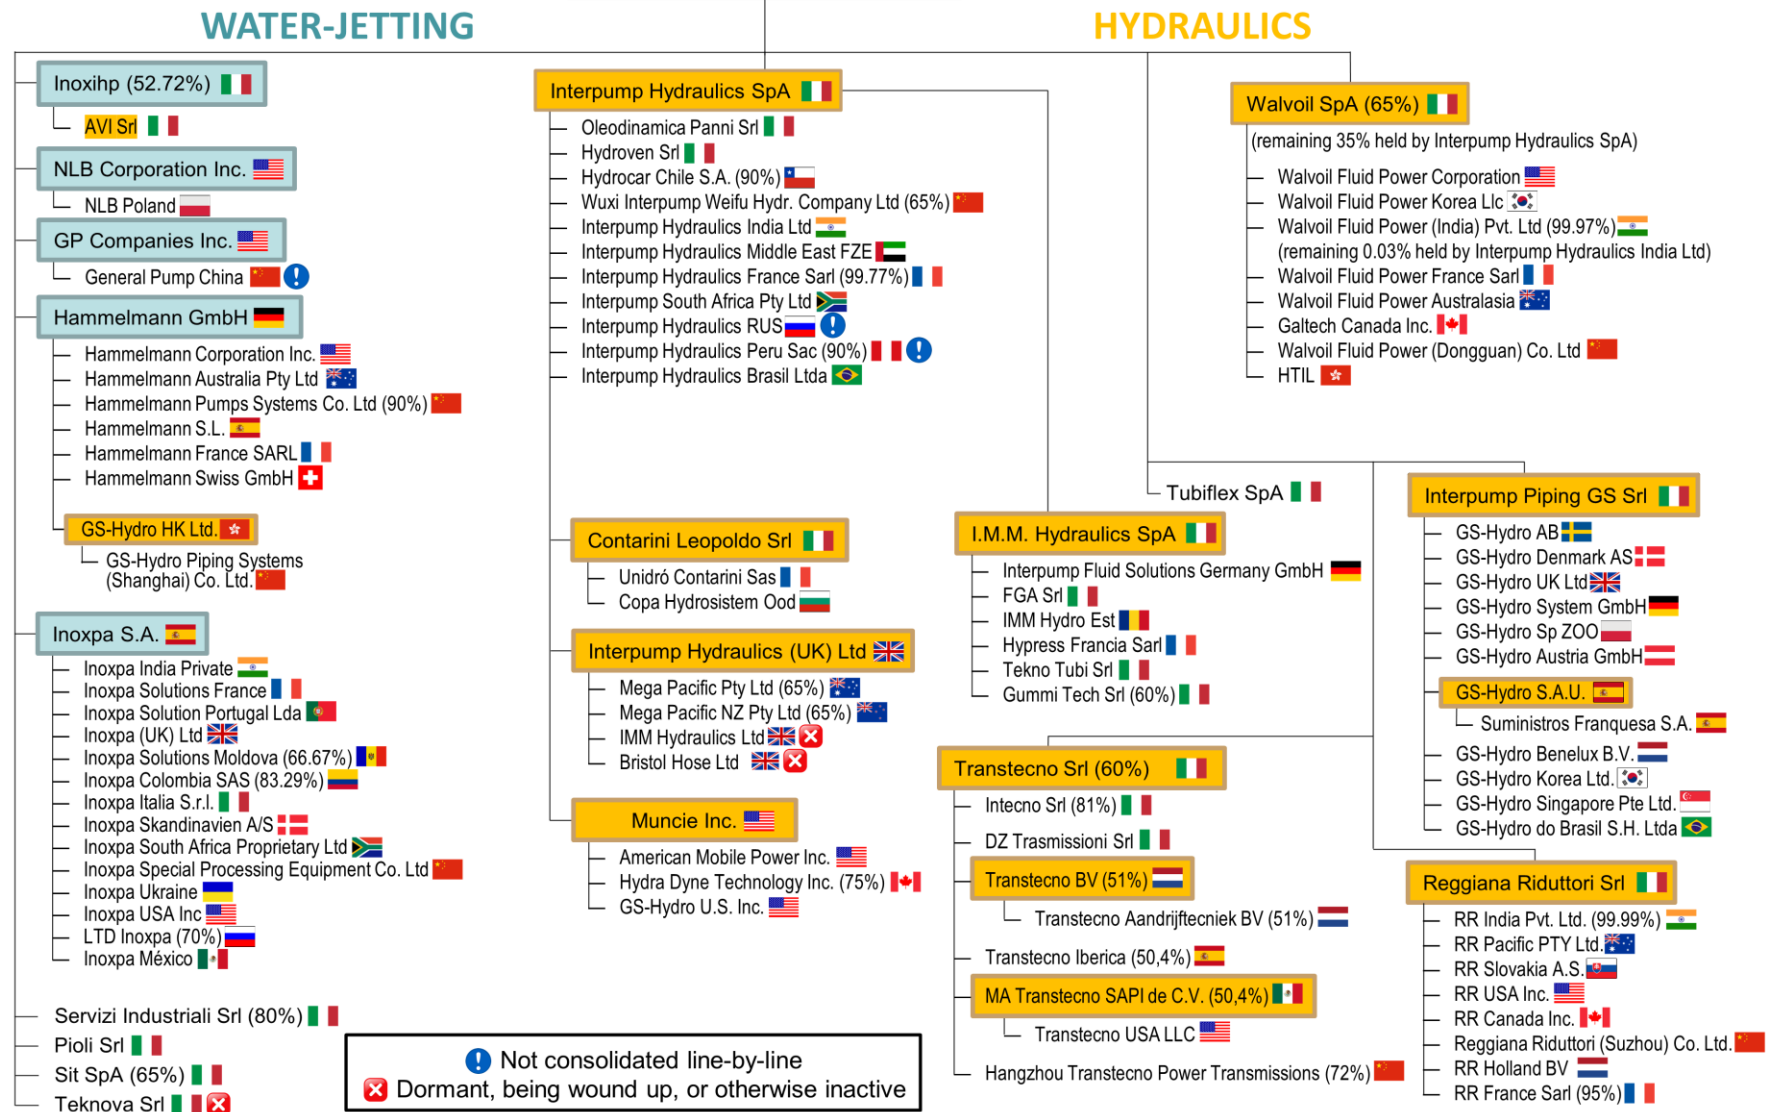 WATER-JETTING
Inoxihp (52.72%)
AVI Srl
NLB Corporation Inc.
NLB Poland
GP Companies Inc.
General Pump China
Hammelmann GmbH
Hammelmann Corporation Inc.
Hammelmann Australia Pty Ltd
Hammelmann Pumps Systems Co. Ltd (90%)
Hammelmann S.L.
Hammelmann France SARL
Hammelmann Swiss GmbH
GS-Hydro HK Ltd.
GS-Hydro Piping Systems
(Shanghai) Co. Ltd.
Inoxpa S.A.
Inoxpa India Private
Inoxpa Solutions France
Inoxpa Solution Portugal Lda
Inoxpa (UK) Ltd
Inoxpa Solutions Moldova (66.67%)
Inoxpa Colombia SAS (83.29%)
Inoxpa Italia S.r.l.
Inoxpa Skandinavien A/S
Inoxpa South Africa Proprietary Ltd
Inoxpa Special Processing Equipment Co. Ltd
Inoxpa Ukraine
Inoxpa USA Inc
LTD Inoxpa (70%)
Inoxpa México
Servizi Industriali Srl (80%)
Pioli Srl
Sit SpA (65%)
Teknova Srl
HYDRAULICS
Interpump Hydraulics SpA
Oleodinamica Panni Srl
Hydroven Srl
Hydrocar Chile S.A. (90%)
Wuxi Interpump Weifu Hydr. Company Ltd (65%)
Interpump Hydraulics India Ltd
Interpump Hydraulics Middle East FZE
Interpump Hydraulics France Sarl (99.77%)
Interpump South Africa Pty Ltd
Interpump Hydraulics RUS
Interpump Hydraulics Peru Sac (90%)
Interpump Hydraulics Brasil Ltda
Contarini Leopoldo Srl
Unidró Contarini Sas
Copa Hydrosistem Ood
Interpump Hydraulics (UK) Ltd
Mega Pacific Pty Ltd (65%)
Mega Pacific NZ Pty Ltd (65%)
IMM Hydraulics Ltd
Bristol Hose Ltd
Muncie Inc.
American Mobile Power Inc.
Hydra Dyne Technology Inc. (75%)
GS-Hydro U.S. Inc.
I.M.M. Hydraulics SpA
Interpump Fluid Solutions Germany GmbH
FGA Srl
IMM Hydro Est
Hypress Francia Sarl
Tekno Tubi Srl
Gummi Tech Srl (60%)
Walvoil SpA (65%)
(remaining 35% held by Interpump Hydraulics SpA)
Walvoil Fluid Power Corporation
Walvoil Fluid Power Korea Llc
Walvoil Fluid Power (India) Pvt. Ltd (99.97%)
(remaining 0.03% held by Interpump Hydraulics India Ltd)
Walvoil Fluid Power France Sarl
Walvoil Fluid Power Australasia
Galtech Canada Inc.
Walvoil Fluid Power (Dongguan) Co. Ltd
HTIL
Tubiflex SpA
Transtecno Srl (60%)
Intecno Srl (81%)
DZ Trasmissioni Srl
Transtecno BV (51%)
Transtecno Aandrijftecniek BV (51%)
Transtecno Iberica (50,4%)
MA Transtecno SAPI de C.V. (50,4%)
Transtecno USA LLC
Hangzhou Transtecno Power Transmissions (72%)
Interpump Piping GS Srl
GS-Hydro AB
GS-Hydro Denmark AS
GS-Hydro UK Ltd
GS-Hydro System GmbH
GS-Hydro Sp ZOO
GS-Hydro Austria GmbH
GS-Hydro S.A.U.
Suministros Franquesa S.A.
GS-Hydro Benelux B.V.
GS-Hydro Korea Ltd.
GS-Hydro Singapore Pte Ltd.
GS-Hydro do Brasil S.H. Ltda
Reggiana Riduttori Srl
RR India Pvt. Ltd. (99.99%)
RR Pacific PTY Ltd.
RR Slovakia A.S.
RR USA Inc.
RR Canada Inc.
Reggiana Riduttori (Suzhou) Co. Ltd.
RR Holland BV
RR France Sarl (95%)
Not consolidated line-by-line
Dormant, being wound up, or otherwise inactive